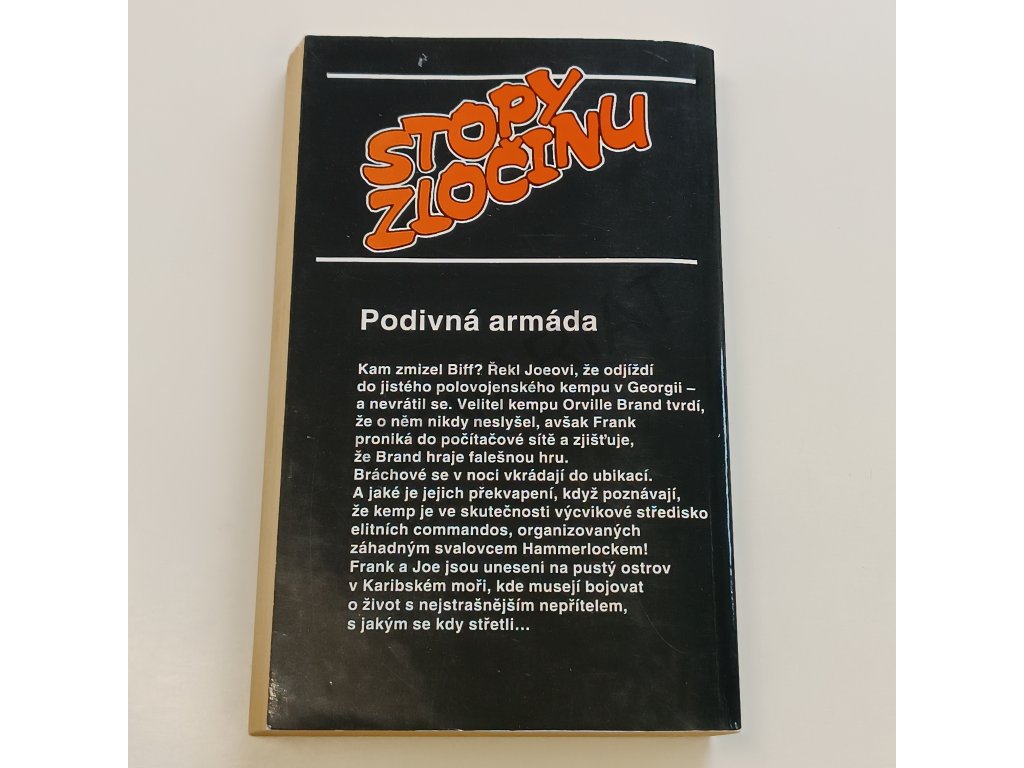 STOPY
ZLOČINU
Podivná armáda
Kam zmizel Biff? Řekl Joeovi, že odjíždí
do jistého polovojenského kempu v Georgii –
a nevrátil se. Velitel kempu Orville Brand tvrdí,
že o něm nikdy neslyšel, avšak Frank
proniká do počítačové sítě a zjišťuje,
že Brand hraje falešnou hru.
Bráchové se v noci vkrádají do ubikací.
A jaké je jejich překvapení, když poznávají,
že kemp je ve skutečnosti výcvikové středisko
elitních commandos, organizovaných
záhadným svalovcem Hammerlockem!
Frank a Joe jsou uneseni na pustý ostrov
v Karibském moři, kde musejí bojovat
o život s nejstrašnějším nepřítelem,
s jakým se kdy střetli...